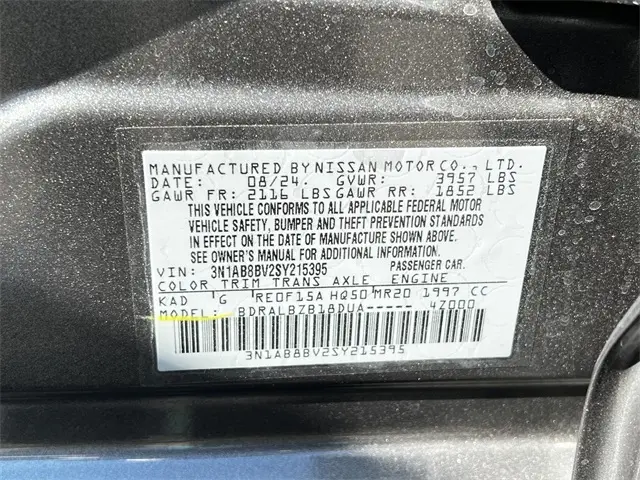 MANUFACTURED BY NISSAN MOTOR CO., LTD.
DATE: 08/24. GVWR: 3957 LBS
GAWR FR: 2116 LBS GAWR RR: 1852 LBS
THIS VEHICLE CONFORMS TO ALL APPLICABLE FEDERAL MOTOR
VEHICLE SAFETY, BUMPER AND THEFT PREVENTION STANDARDS
IN EFFECT ON THE DATE OF MANUFACTURE SHOWN ABOVE.
SEE OWNER'S MANUAL FOR ADDITIONAL INFORMATION.
VIN: 3N1AB8BV2SY215395 PASSENGER CAR.
COLOR TRIM TRANS AXLE ENGINE
KAD G RE0F15A HQ50 MR20 1997 CC
MODEL: BDRALBZB18DUA----- 4Z000
3N1AB8BV2SY215395